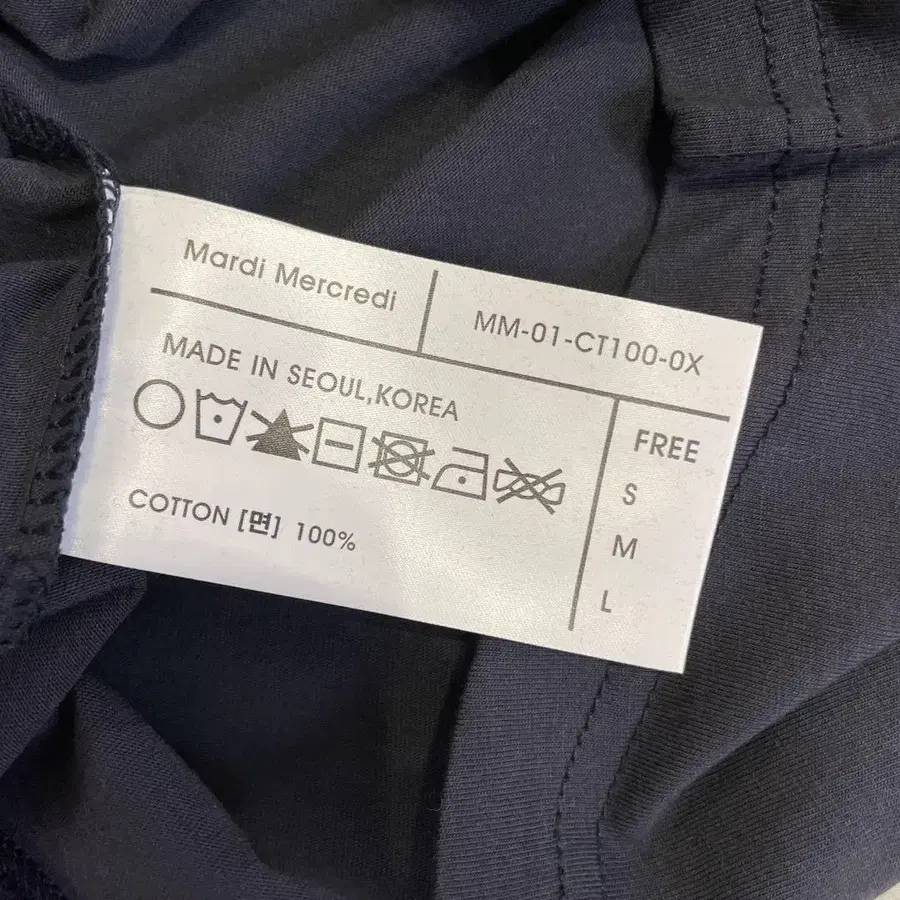 Mardi Mercredi
MM-01-CT100-0X
MADE IN SEOUL,KOREA
COTTON [면] 100%
FREE
S
M
L